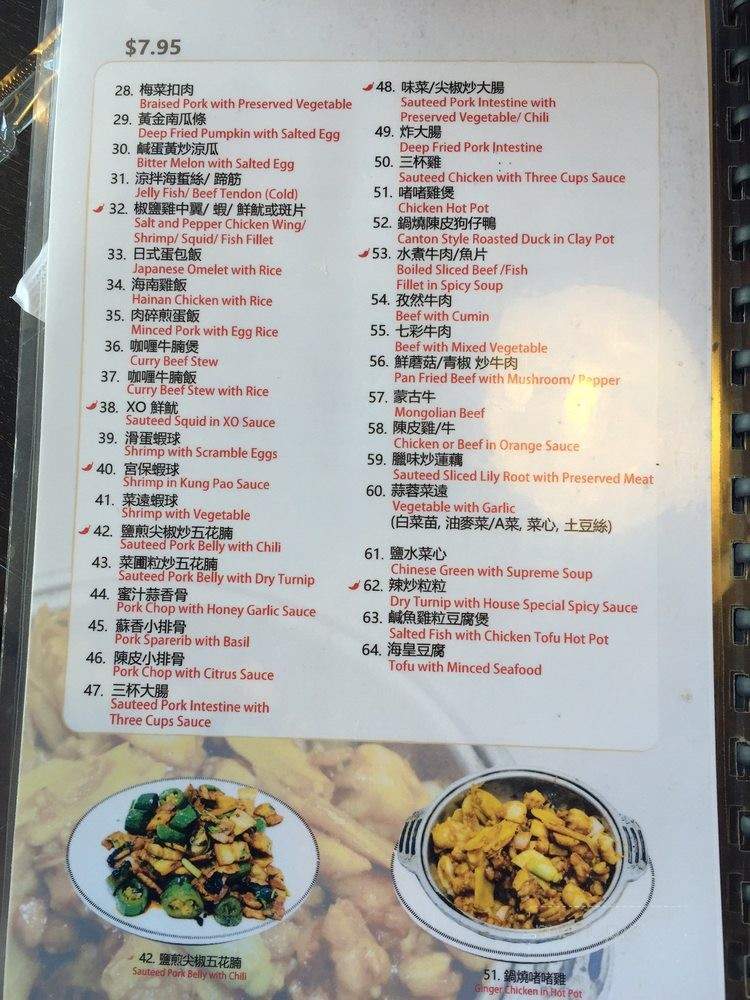 $7.95
28. 梅菜扣肉
Braised Pork with Preserved Vegetable
29. 黃金南瓜條
Deep Fried Pumpkin with Salted Egg
30. 鹹蛋黃炒涼瓜
Bitter Melon with Salted Egg
31. 涼拌海蜇絲/ 蹄筋
Jelly Fish/ Beef Tendon (Cold)
32. 椒鹽雞中翼/ 蝦/ 鮮魷或斑片
Salt and Pepper Chicken Wing/
Shrimp/ Squid/ Fish Fillet
33. 日式蛋包飯
Japanese Omelet with Rice
34. 海南雞飯
Hainan Chicken with Rice
35. 肉碎煎蛋飯
Minced Pork with Egg Rice
36. 咖喱牛腩煲
Curry Beef Stew
37. 咖喱牛腩飯
Curry Beef Stew with Rice
38. XO 鮮魷
Sauteed Squid in XO Sauce
39. 滑蛋蝦球
Shrimp with Scramble Eggs
40. 宮保蝦球
Shrimp in Kung Pao Sauce
41. 菜遠蝦球
Shrimp with Vegetable
42. 鹽煎尖椒炒五花腩
Sauteed Pork Belly with Chili
43. 菜圃粒炒五花腩
Sauteed Pork Belly with Dry Turnip
44. 蜜汁蒜香骨
Pork Chop with Honey Garlic Sauce
45. 蘇香小排骨
Pork Sparerib with Basil
46. 陳皮小排骨
Pork Chop with Citrus Sauce
47. 三杯大腸
Sauteed Pork Intestine with
Three Cups Sauce
48. 味菜/尖椒炒大腸
Sauteed Pork Intestine with
Preserved Vegetable/ Chili
49. 炸大腸
Deep Fried Pork Intestine
50. 三杯雞
Sauteed Chicken with Three Cups Sauce
51. 啫啫雞煲
Chicken Hot Pot
52. 鍋燒陳皮狗仔鴨
Canton Style Roasted Duck in Clay Pot
53. 水煮牛肉/魚片
Boiled Sliced Beef /Fish
Fillet in Spicy Soup
54. 孜然牛肉
Beef with Cumin
55. 七彩牛肉
Beef with Mixed Vegetable
56. 鮮蘑菇/青椒 炒牛肉
Pan Fried Beef with Mushroom/ Pepper
57. 蒙古牛
Mongolian Beef
58. 陳皮雞/牛
Chicken or Beef in Orange Sauce
59. 臘味炒蓮藕
Sauteed Sliced Lily Root with Preserved Meat
60. 蒜蓉菜遠
Vegetable with Garlic
(白菜苗, 油麥菜/A菜, 菜心, 土豆絲)
61. 鹽水菜心
Chinese Green with Supreme Soup
62. 辣炒粒粒
Dry Turnip with House Special Spicy Sauce
63. 鹹魚雞粒豆腐煲
Salted Fish with Chicken Tofu Hot Pot
64. 海皇豆腐
Tofu with Minced Seafood
42. 鹽煎尖椒五花腩
Sauteed Pork Belly with Chili
51. 鍋燒啫啫雞
Ginger Chicken in Hot Pot